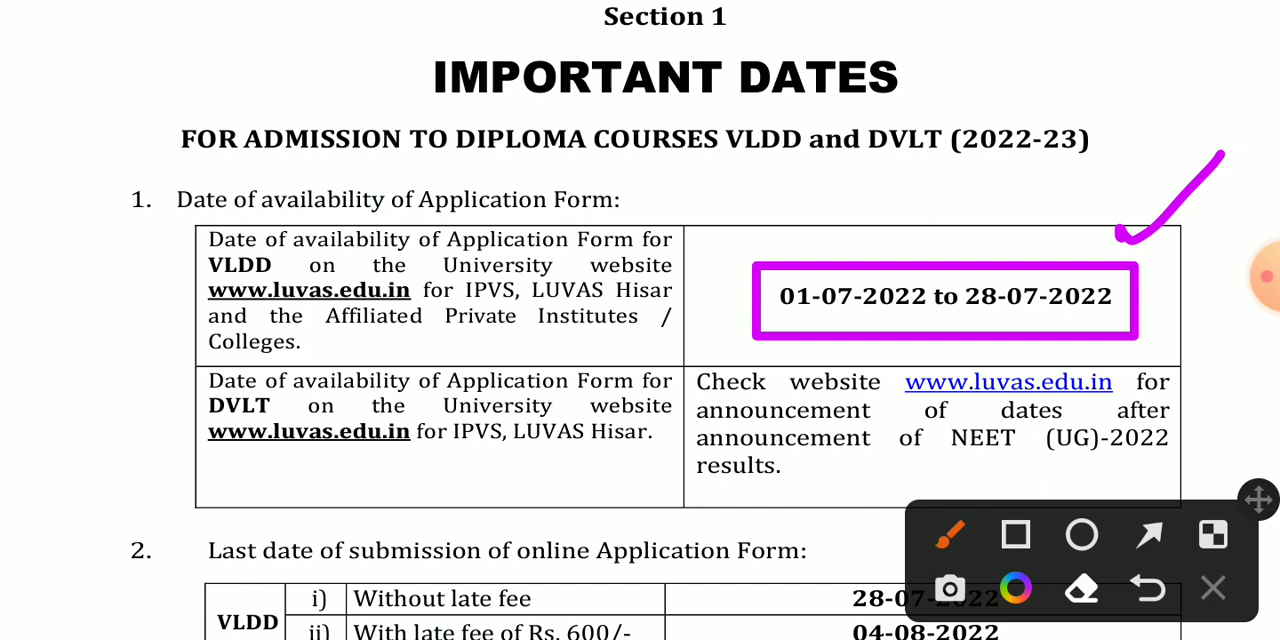 Section 1
IMPORTANT DATES
FOR ADMISSION TO DIPLOMA COURSES VLDD and DVLT (2022-23)
1. Date of availability of Application Form:
Date of availability of Application Form for
VLDD on the University website
www.luvas.edu.in for IPVS, LUVAS Hisar
and the Affiliated Private Institutes /
Colleges.
01-07-2022 to 28-07-2022
Date of availability of Application Form for
DVLT on the University website
www.luvas.edu.in for IPVS, LUVAS Hisar.
Check website www.luvas.edu.in for
announcement of dates after
announcement of NEET (UG)-2022
results.
2. Last date of submission of online Application Form:
VLDD
i) Without late fee 28-07-2022
ii) With late fee of Rs. 600/- 04-08-2022